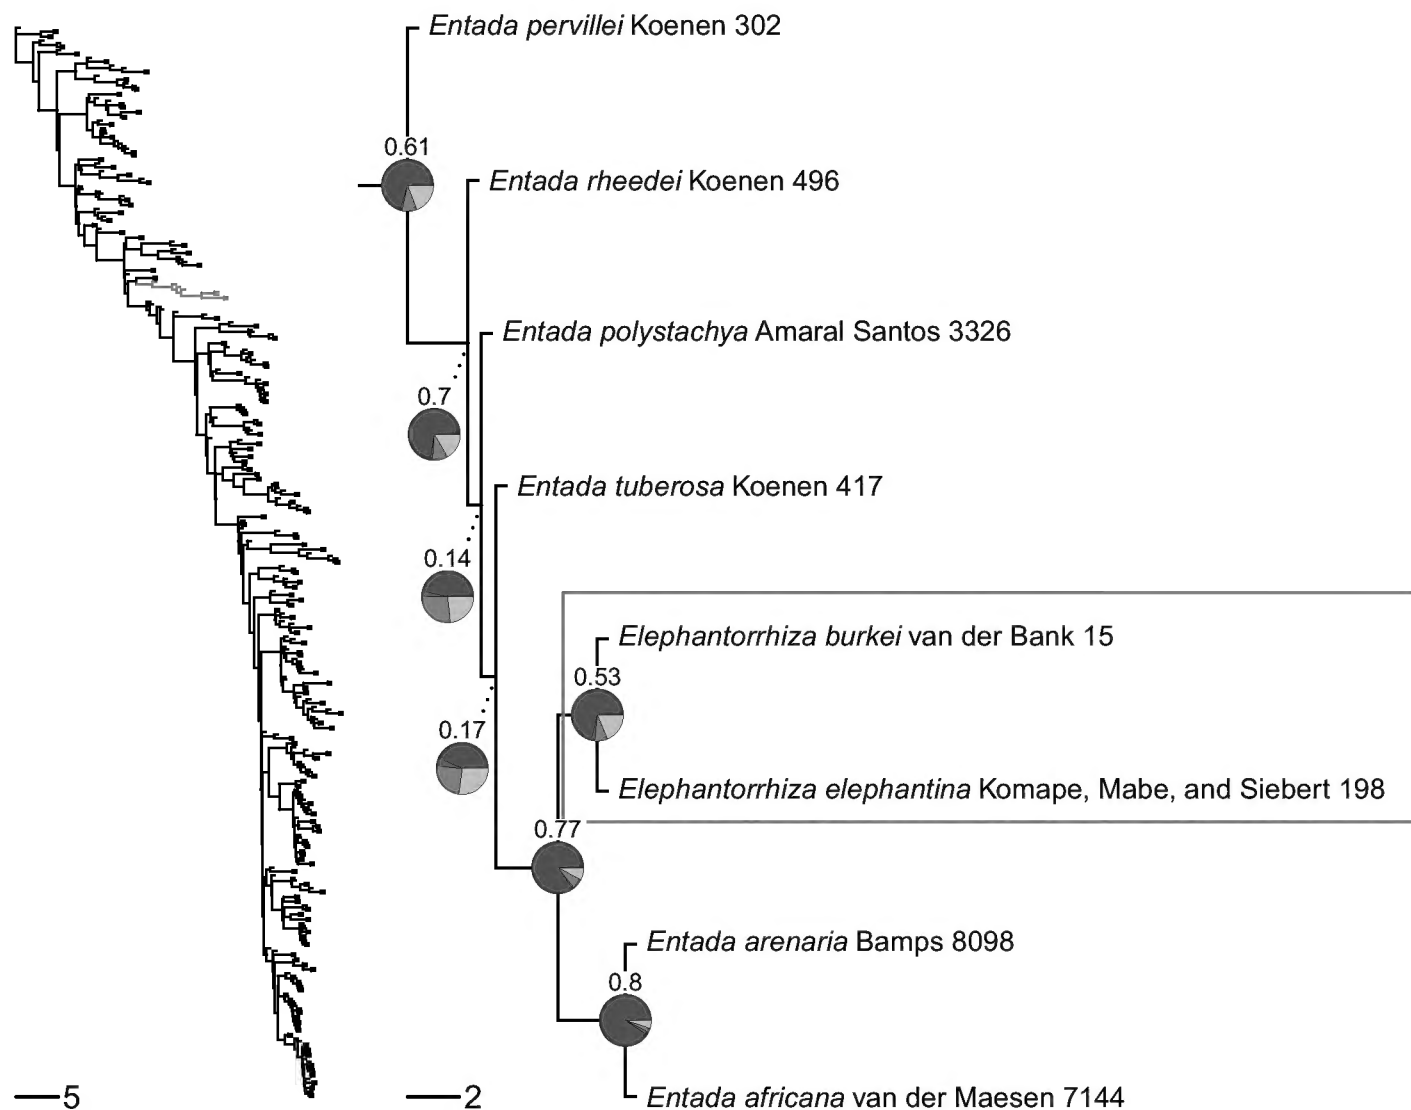 Entada pervillei Koenen 302
0.61
Entada rheedei Koenen 496
Entada polystachya Amaral Santos 3326
0.7
Entada tuberosa Koenen 417
0.14
Elephantorrhiza burkei van der Bank 15
0.53
0.17
Elephantorrhiza elephantina Komape, Mabe, and Siebert 198
0.77
Entada arenaria Bamps 8098
0.8
Entada africana van der Maesen 7144
5
2